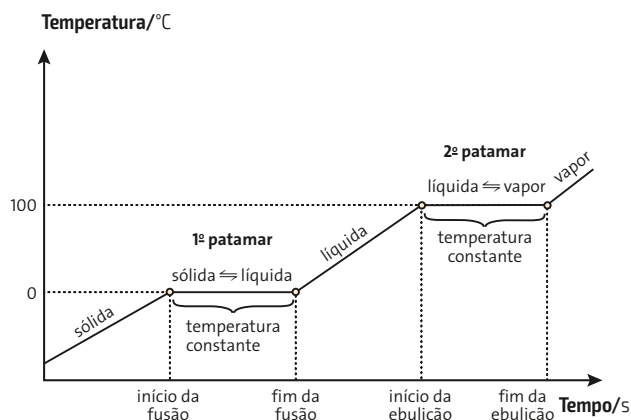 Temperatura/°C
2º patamar
vapor
líquida ⇋ vapor
100
1º patamar
líquida
temperatura
constante
sólida ⇋ líquida
0
sólida
temperatura
constante
início da
fusão
fim da
fusão
início da
ebulição
fim da
ebulição
Tempo/s